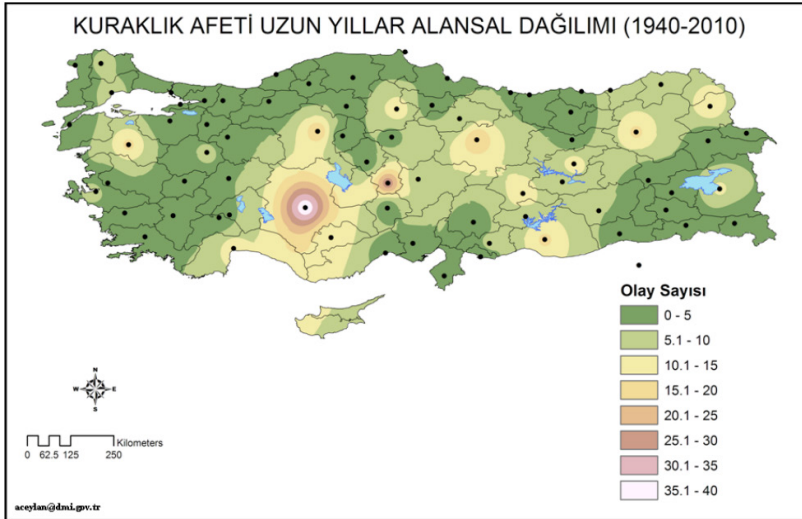 KURAKLIK AFETİ UZUN YILLAR ALANSAL DAĞILIMI (1940-2010)
Olay Sayısı
0 - 5
5.1 - 10
10.1 - 15
15.1 - 20
20.1 - 25
25.1 - 30
30.1 - 35
35.1 - 40
N
W E
S
Kilometers
0 62.5 125 250
aceylan@dmi.gov.tr